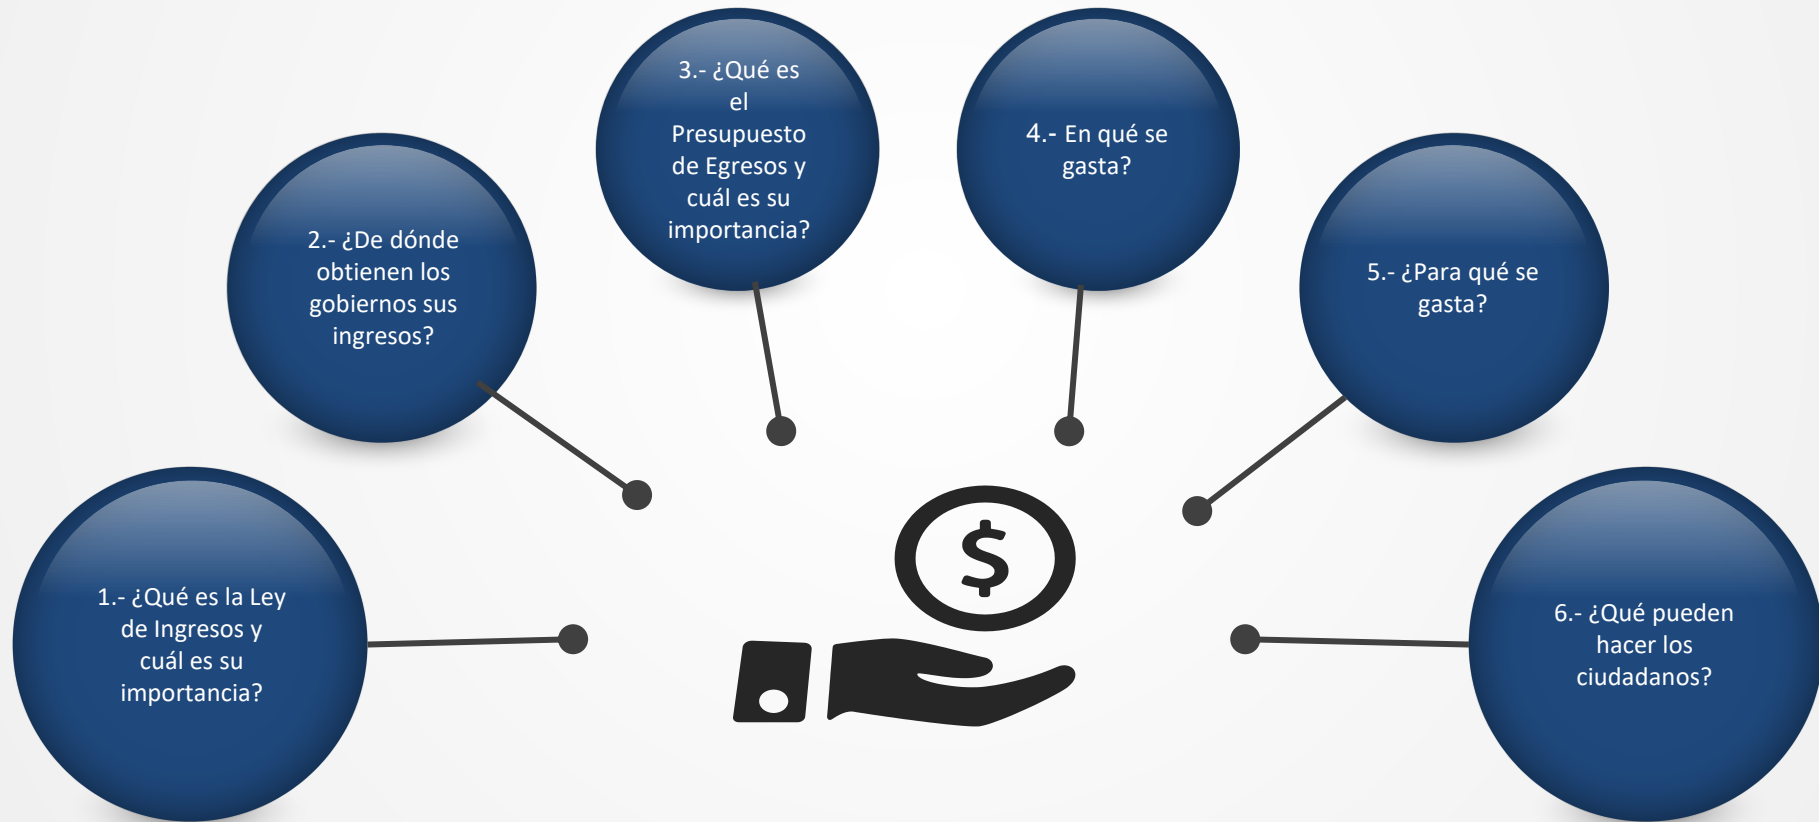 1.- ¿Qué es la Ley
de Ingresos y
cuál es su
importancia?
2.- ¿De dónde
obtienen los
gobiernos sus
ingresos?
3.- ¿Qué es
el
Presupuesto
de Egresos y
cuál es su
importancia?
4.- En qué se
gasta?
5.- ¿Para qué se
gasta?
6.- ¿Qué pueden
hacer los
ciudadanos?
$